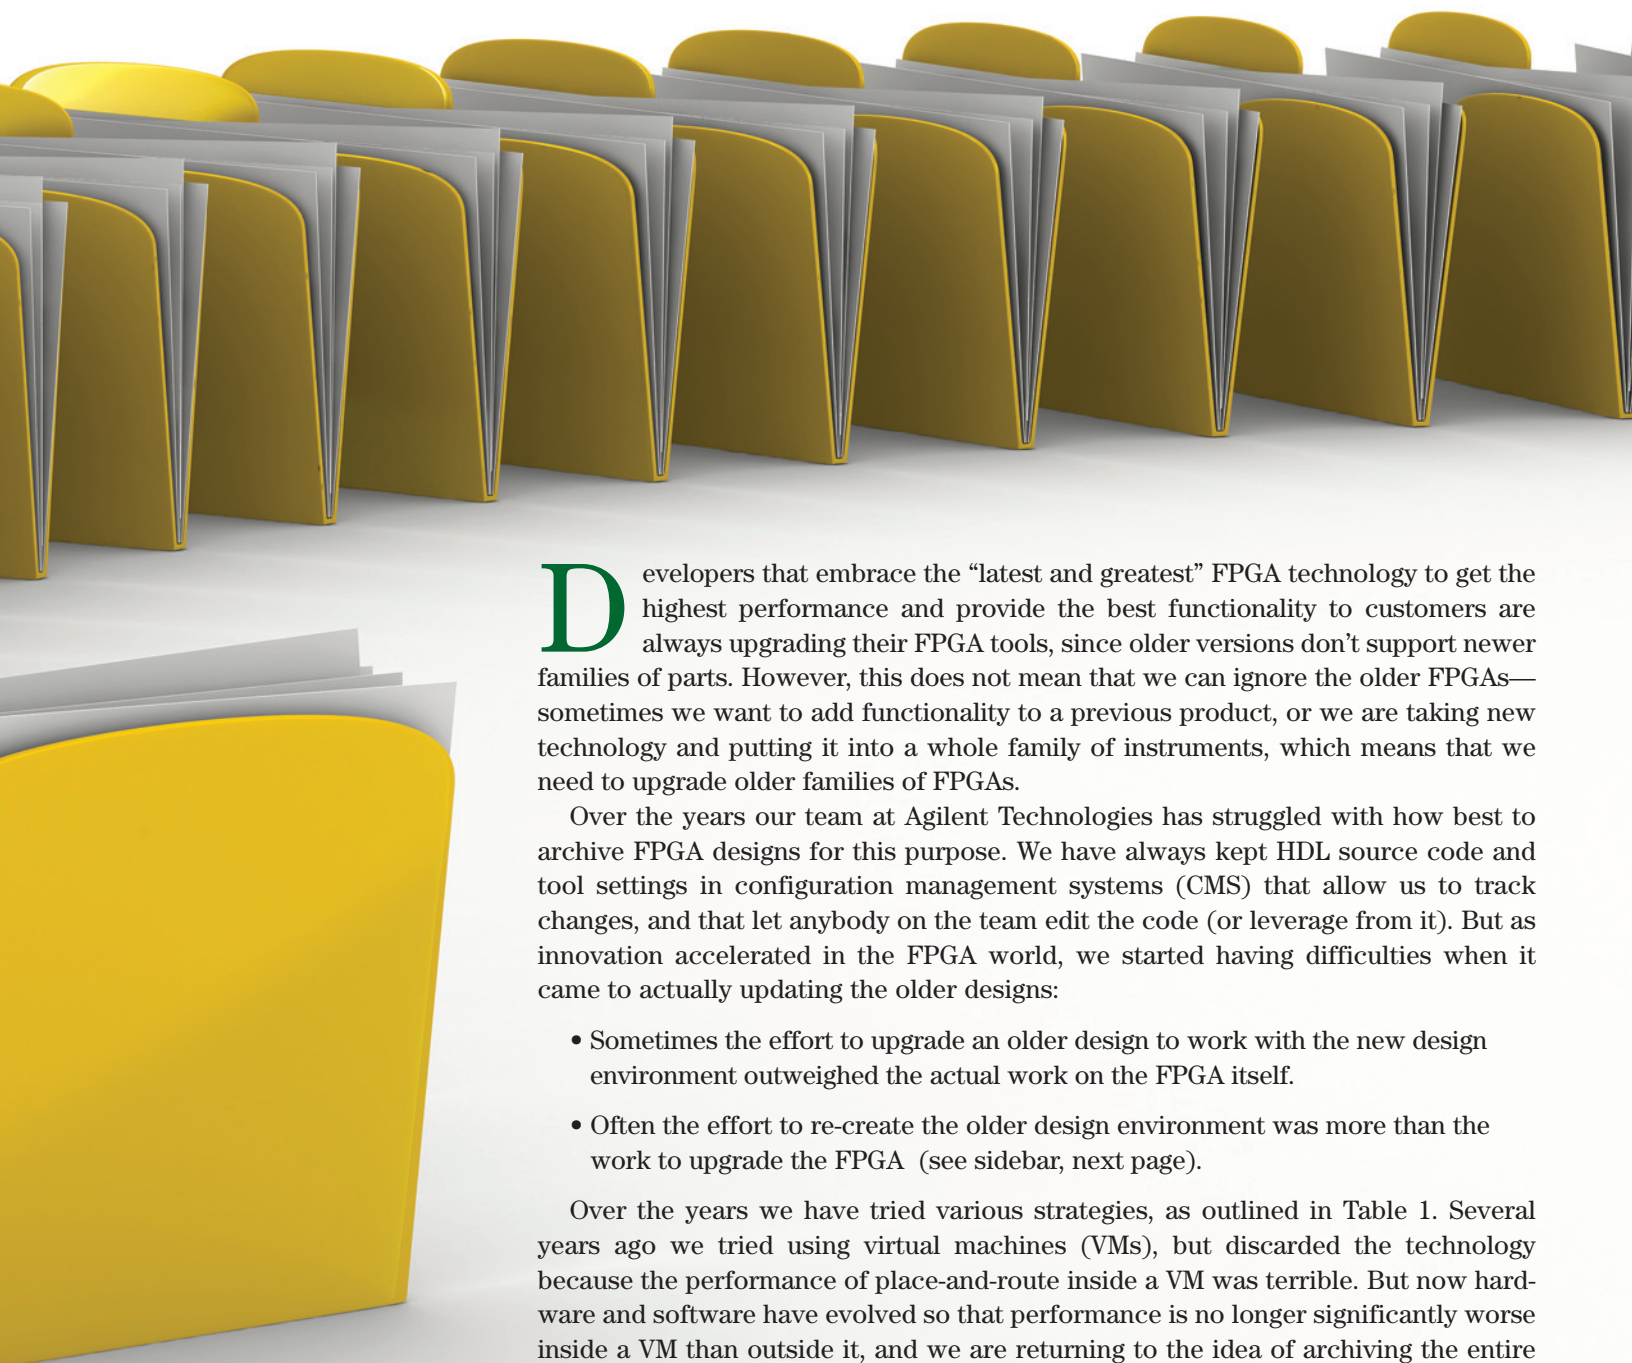 Developers that embrace the “latest and greatest” FPGA technology to get the
highest performance and provide the best functionality to customers are
always upgrading their FPGA tools, since older versions don’t support newer
families of parts. However, this does not mean that we can ignore the older FPGAs—
sometimes we want to add functionality to a previous product, or we are taking new
technology and putting it into a whole family of instruments, which means that we
need to upgrade older families of FPGAs.
Over the years our team at Agilent Technologies has struggled with how best to
archive FPGA designs for this purpose. We have always kept HDL source code and
tool settings in configuration management systems (CMS) that allow us to track
changes, and that let anybody on the team edit the code (or leverage from it). But as
innovation accelerated in the FPGA world, we started having difficulties when it
came to actually updating the older designs:
• Sometimes the effort to upgrade an older design to work with the new design
environment outweighed the actual work on the FPGA itself.
• Often the effort to re-create the older design environment was more than the
work to upgrade the FPGA  (see sidebar, next page).
Over the years we have tried various strategies, as outlined in Table 1. Several
years ago we tried using virtual machines (VMs), but discarded the technology
because the performance of place-and-route inside a VM was terrible. But now hard-
ware and software have evolved so that performance is no longer significantly worse
inside a VM than outside it, and we are returning to the idea of archiving the entire